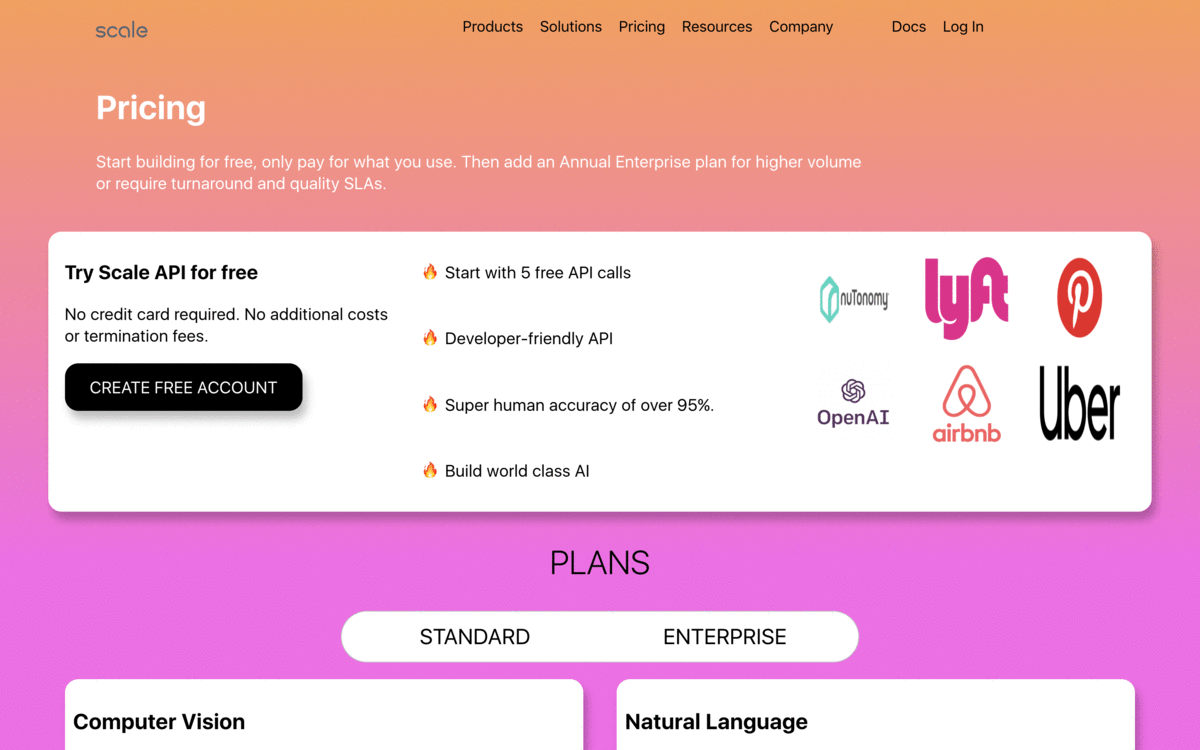 scale
Products Solutions Pricing Resources Company Docs Log In
Pricing
Start building for free, only pay for what you use. Then add an Annual Enterprise plan for higher volume
or require turnaround and quality SLAs.
Try Scale API for free
No credit card required. No additional costs
or termination fees.
CREATE FREE ACCOUNT
Start with 5 free API calls
Developer-friendly API
Super human accuracy of over 95%.
Build world class AI
nuTonomy
lyft
OpenAI
airbnb
Uber
PLANS
STANDARD ENTERPRISE
Computer Vision
Natural Language